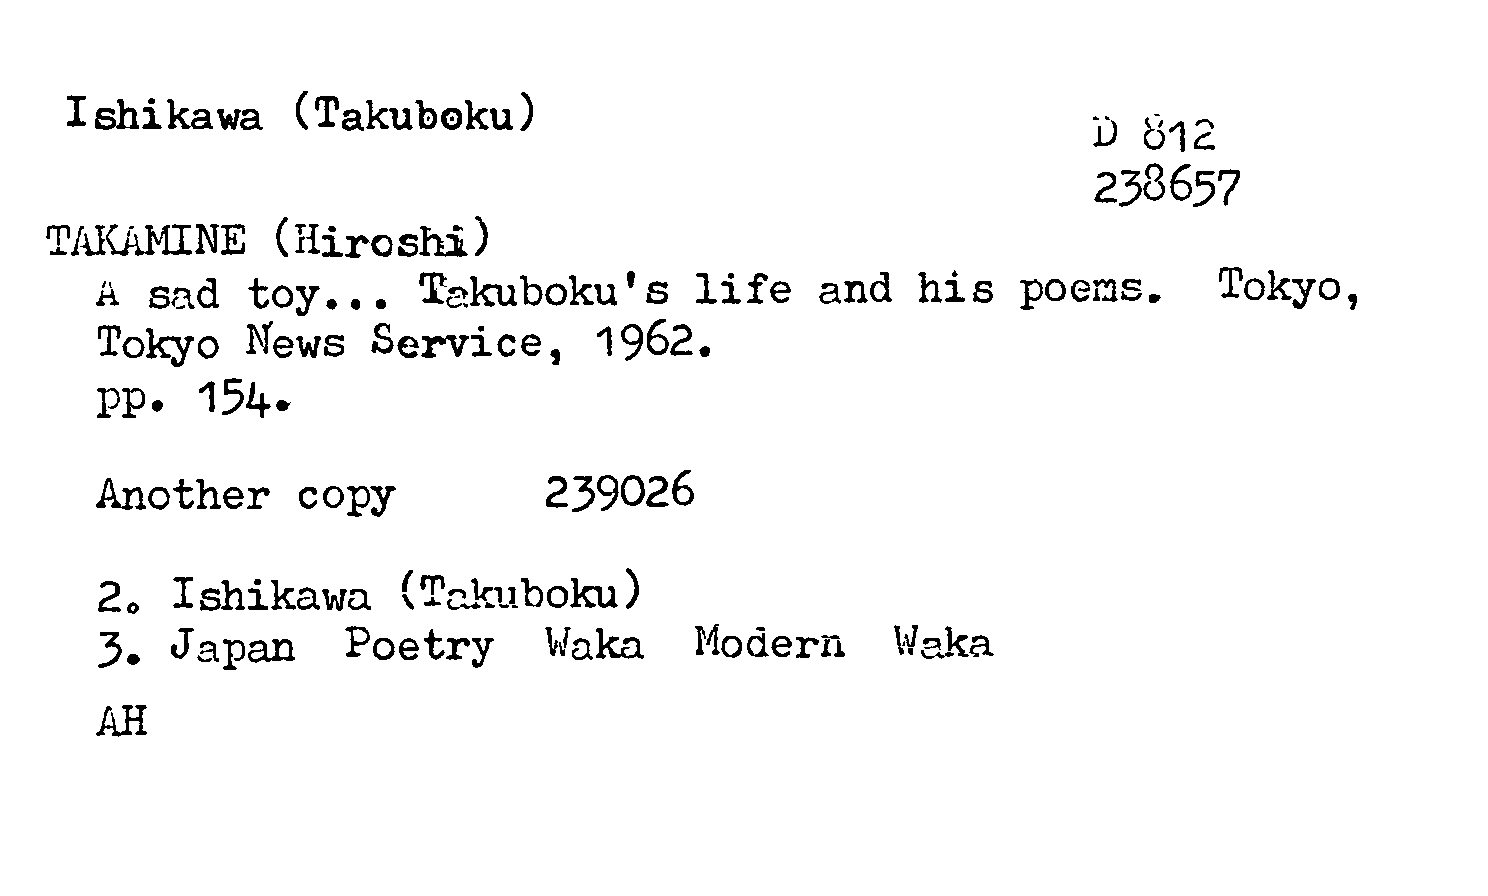 Ishikawa (Takuboku)
D 812
238657
TAKAMINE (Hiroshi)
A sad toy... Takuboku's life and his poems. Tokyo,
Tokyo News Service, 1962.
pp. 154.
Another copy 239026
2. Ishikawa (Takuboku)
3. Japan Poetry Waka Modern Waka
AH